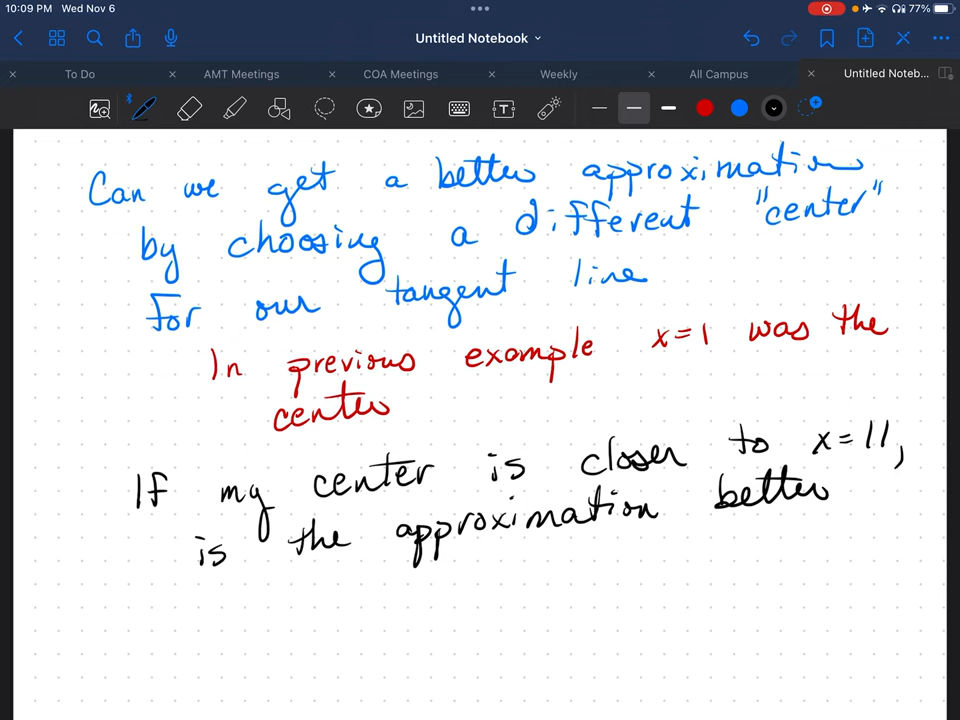 10:09 PM Wed Nov 6
77%
Untitled Notebook
To Do
AMT Meetings
COA Meetings
Weekly
All Campus
Untitled Noteb...
Can we get a better approximation
by choosing a different "center"
for our tangent line
In previous example x=1 was the
center
If my center is closer to x=11,
is the approximation better